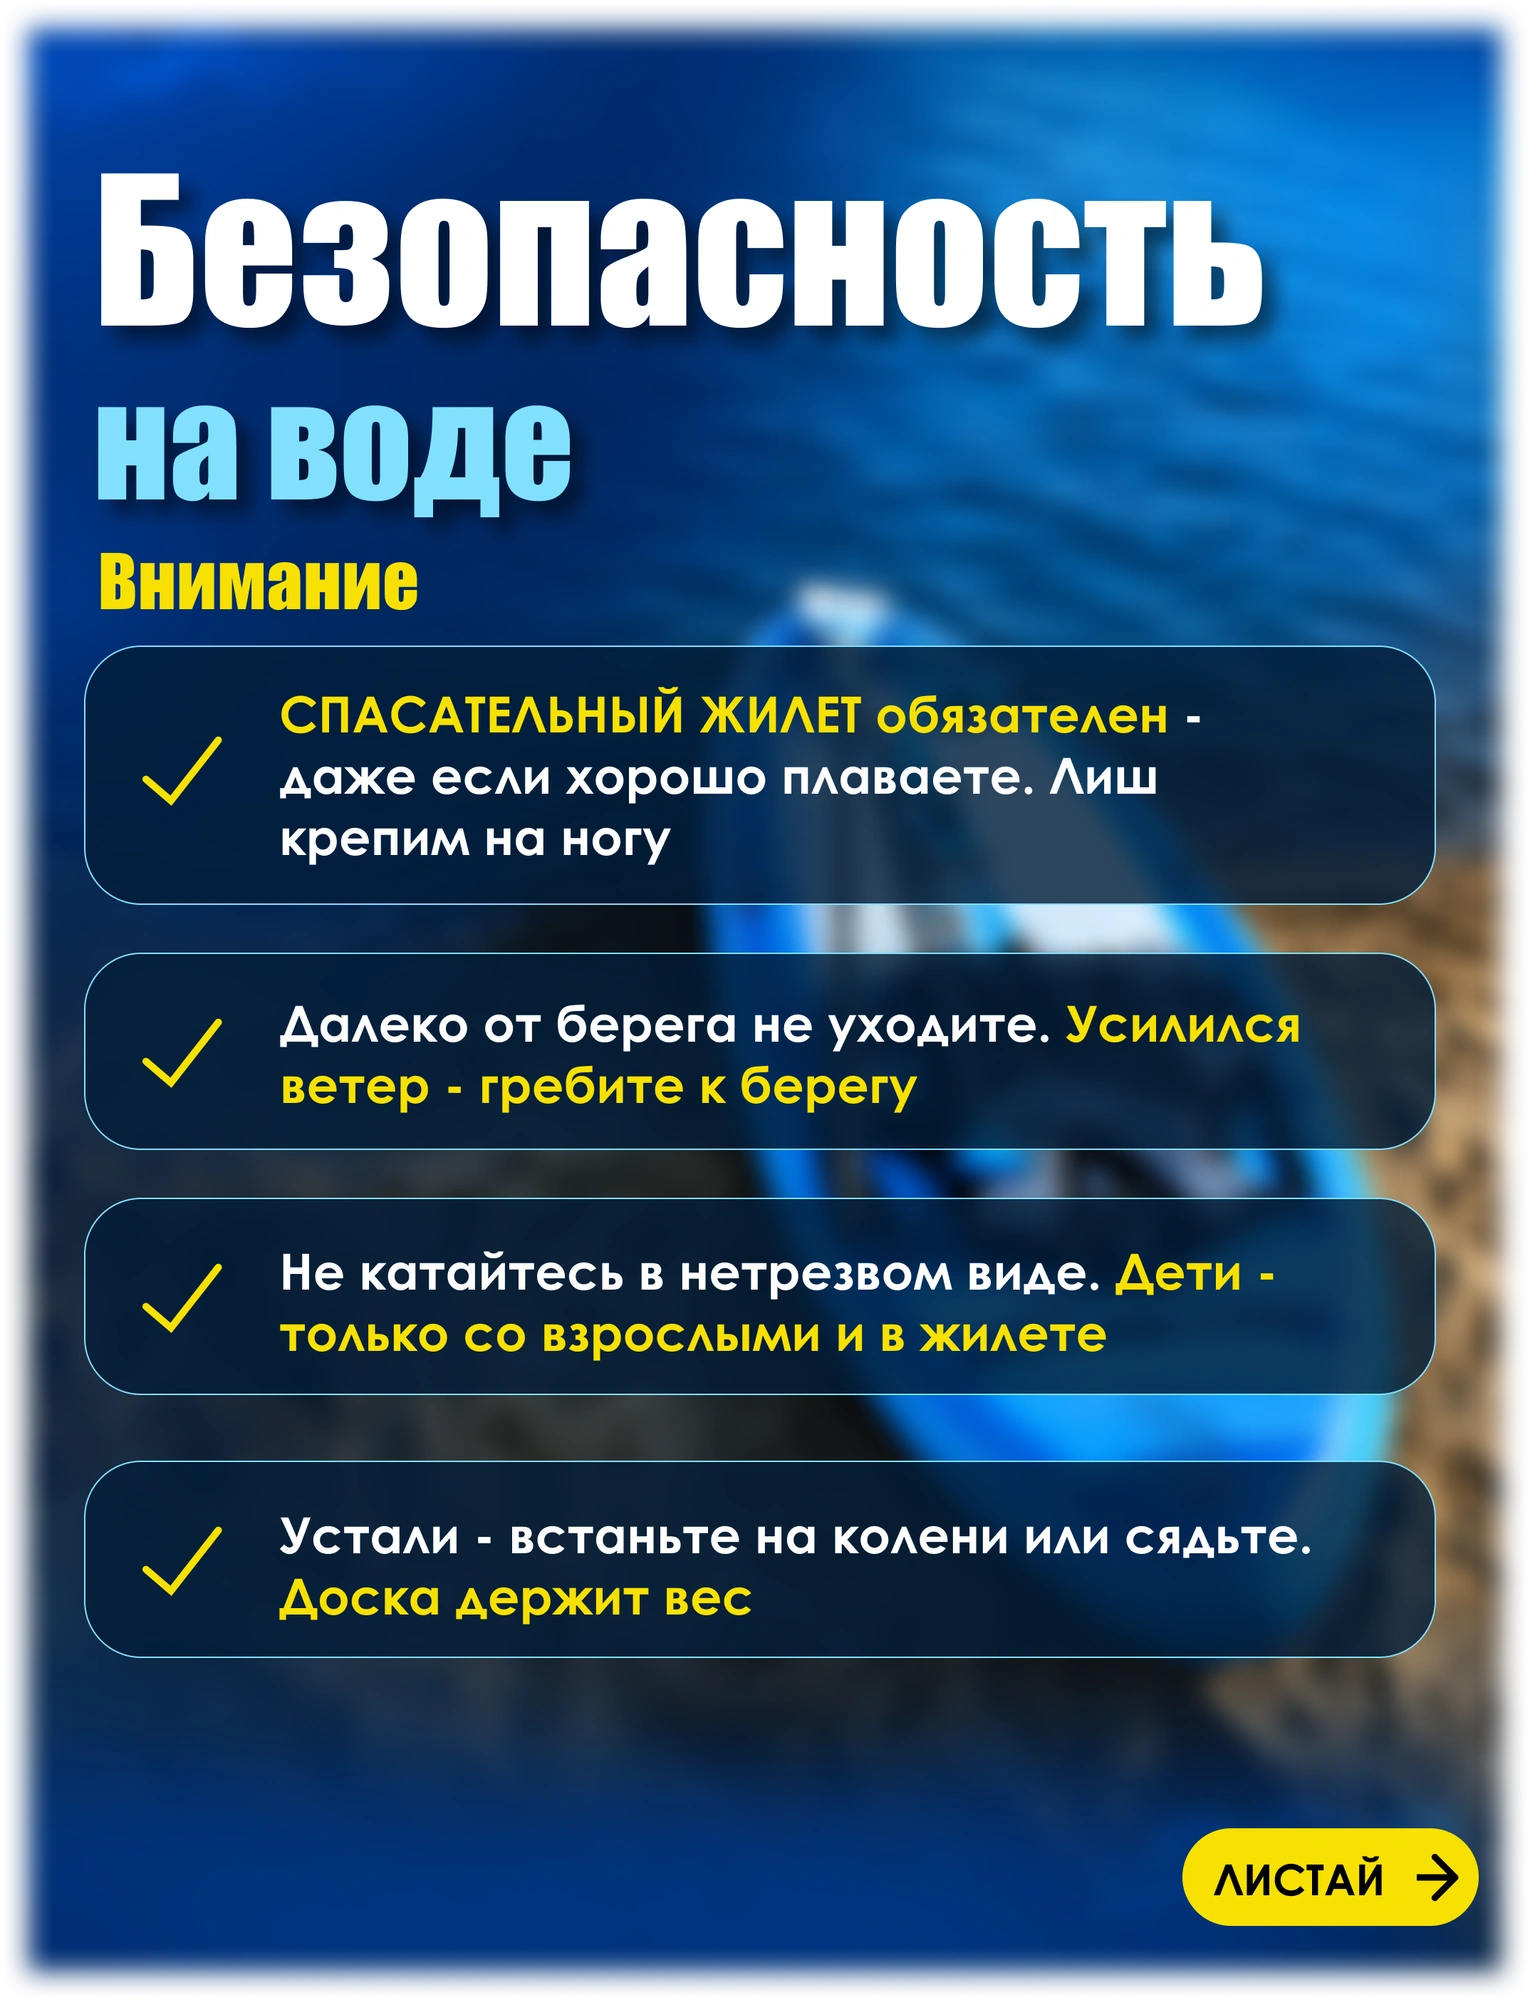 Безопасность
на воде
Внимание
СПАСАТЕЛЬНЫЙ ЖИЛЕТ обязателен -
даже если хорошо плаваете. Лиш
крепим на ногу
Далеко от берега не уходите. Усилился
ветер - гребите к берегу
Не катайтесь в нетрезвом виде. Дети -
только со взрослыми и в жилете
Устали - встаньте на колени или сядьте.
Доска держит вес
ЛИСТАЙ →